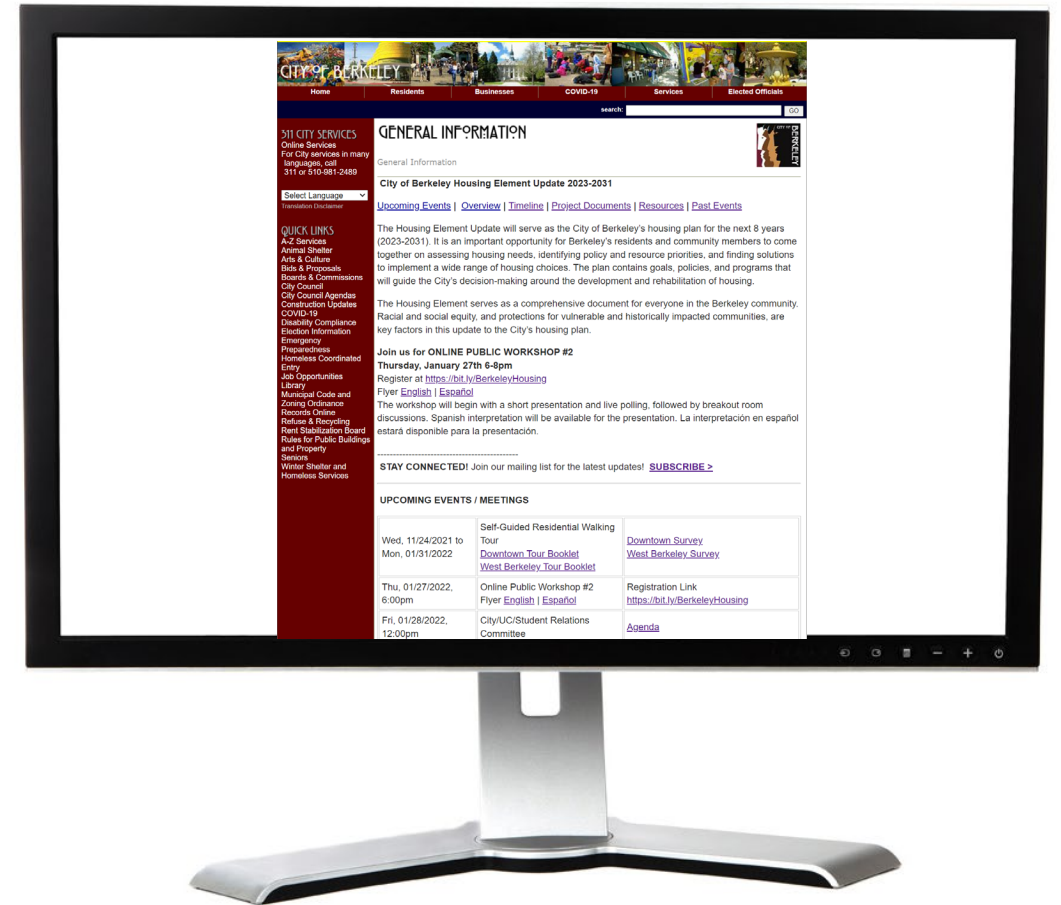 CITY OF BERKELEY
Home Residents Businesses COVID-19 Services Elected Officials
search: GO
311 CITY SERVICES
Online Services
For City services in many
languages, call
311 or 510-981-2489
Select Language
Translation Disclaimer
QUICK LINKS
A-Z Services
Animal Shelter
Arts & Culture
Bids & Proposals
Boards & Commissions
City Council
City Council Agendas
Construction Updates
COVID-19
Disability Compliance
Election Information
Emergency
Preparedness
Homeless Coordinated
Entry
Job Opportunities
Library
Municipal Code and
Zoning Ordinance
Records Online
Refuse & Recycling
Rent Stabilization Board
Rules for Public Buildings
and Property
Seniors
Winter Shelter and
Homeless Services
GENERAL INFORMATION
CITY OF BERKELEY
General Information
City of Berkeley Housing Element Update 2023-2031
Upcoming Events | Overview | Timeline | Project Documents | Resources | Past Events
The Housing Element Update will serve as the City of Berkeley's housing plan for the next 8 years
(2023-2031). It is an important opportunity for Berkeley's residents and community members to come
together on assessing housing needs, identifying policy and resource priorities, and finding solutions
to implement a wide range of housing choices. The plan contains goals, policies, and programs that
will guide the City's decision-making around the development and rehabilitation of housing.
The Housing Element serves as a comprehensive document for everyone in the Berkeley community.
Racial and social equity, and protections for vulnerable and historically impacted communities, are
key factors in this update to the City's housing plan.
Join us for ONLINE PUBLIC WORKSHOP #2
Thursday, January 27th 6-8pm
Register at https://bit.ly/BerkeleyHousing
Flyer English | Español
The workshop will begin with a short presentation and live polling, followed by breakout room
discussions. Spanish interpretation will be available for the presentation. La interpretación en español
estará disponible para la presentación.
----------------------------------------------
STAY CONNECTED! Join our mailing list for the latest updates! SUBSCRIBE >
UPCOMING EVENTS / MEETINGS
Wed, 11/24/2021 to
Mon, 01/31/2022
Self-Guided Residential Walking
Tour
Downtown Tour Booklet
West Berkeley Tour Booklet
Downtown Survey
West Berkeley Survey
Thu, 01/27/2022,
6:00pm
Online Public Workshop #2
Flyer English | Español
Registration Link
https://bit.ly/BerkeleyHousing
Fri, 01/28/2022,
12:00pm
City/UC/Student Relations
Committee
Agenda